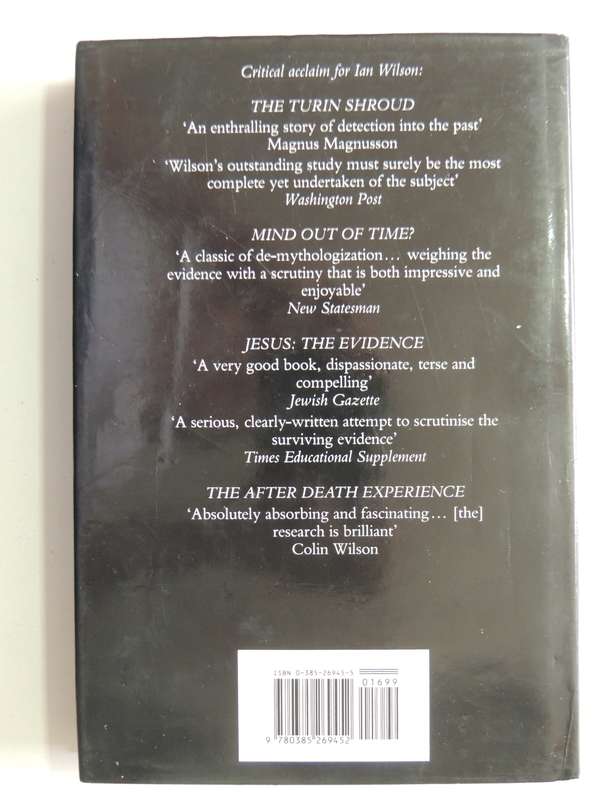 Critical acclaim for Ian Wilson:
THE TURIN SHROUD
‘An enthralling story of detection into the past’
Magnus Magnusson
‘Wilson’s outstanding study must surely be the most
complete yet undertaken of the subject’
Washington Post
MIND OUT OF TIME?
‘A classic of de-mythologization… weighing the
evidence with a scrutiny that is both impressive and
enjoyable’
New Statesman
JESUS: THE EVIDENCE
‘A very good book, dispassionate, terse and
compelling’
Jewish Gazette
‘A serious, clearly-written attempt to scrutinise the
surviving evidence’
Times Educational Supplement
THE AFTER DEATH EXPERIENCE
‘Absolutely absorbing and fascinating… [the]
research is brilliant’
Colin Wilson
ISBN 0-385-26945-5
01699
9 780385 269452